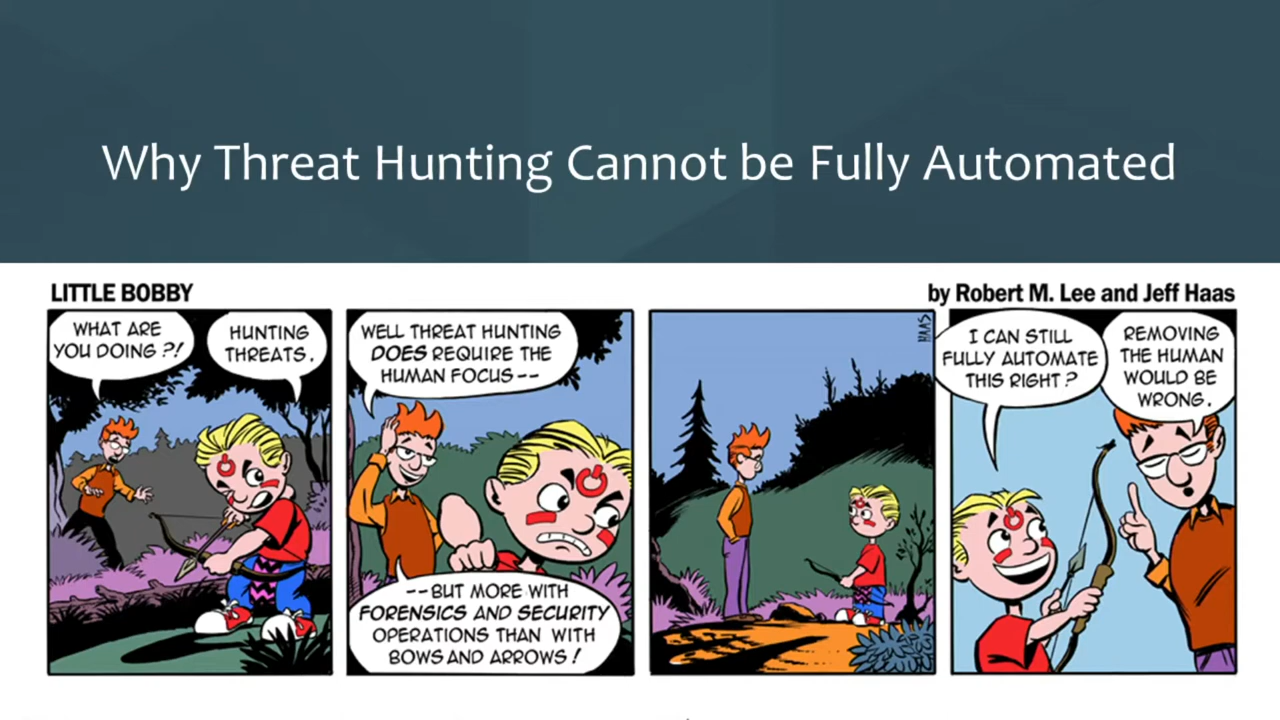 Why Threat Hunting Cannot be Fully Automated
LITTLE BOBBY
by Robert M. Lee and Jeff Haas
WHAT ARE
YOU DOING?!
HUNTING
THREATS.
WELL THREAT HUNTING
DOES REQUIRE THE
HUMAN FOCUS--
--BUT MORE WITH
FORENSICS AND SECURITY
OPERATIONS THAN WITH
BOWS AND ARROWS!
HAAS
I CAN STILL
FULLY AUTOMATE
THIS RIGHT?
REMOVING
THE HUMAN
WOULD BE
WRONG.